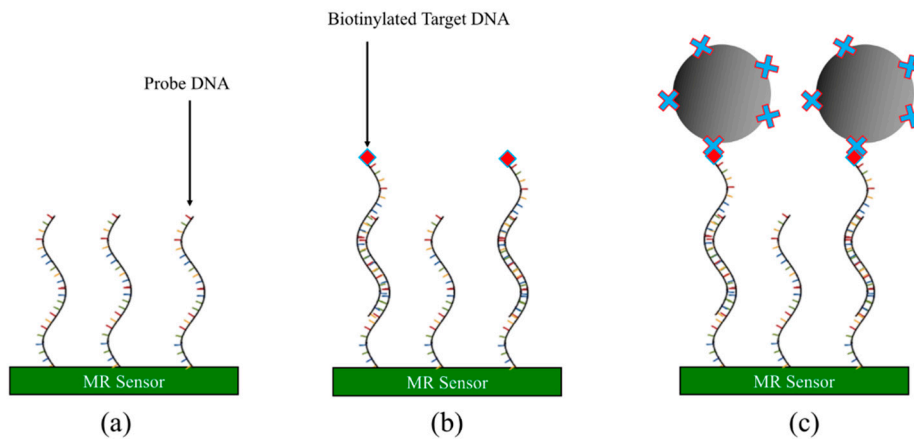 Biotinylated Target DNA
Probe DNA
MR Sensor
MR Sensor
MR Sensor
(a)
(b)
(c)